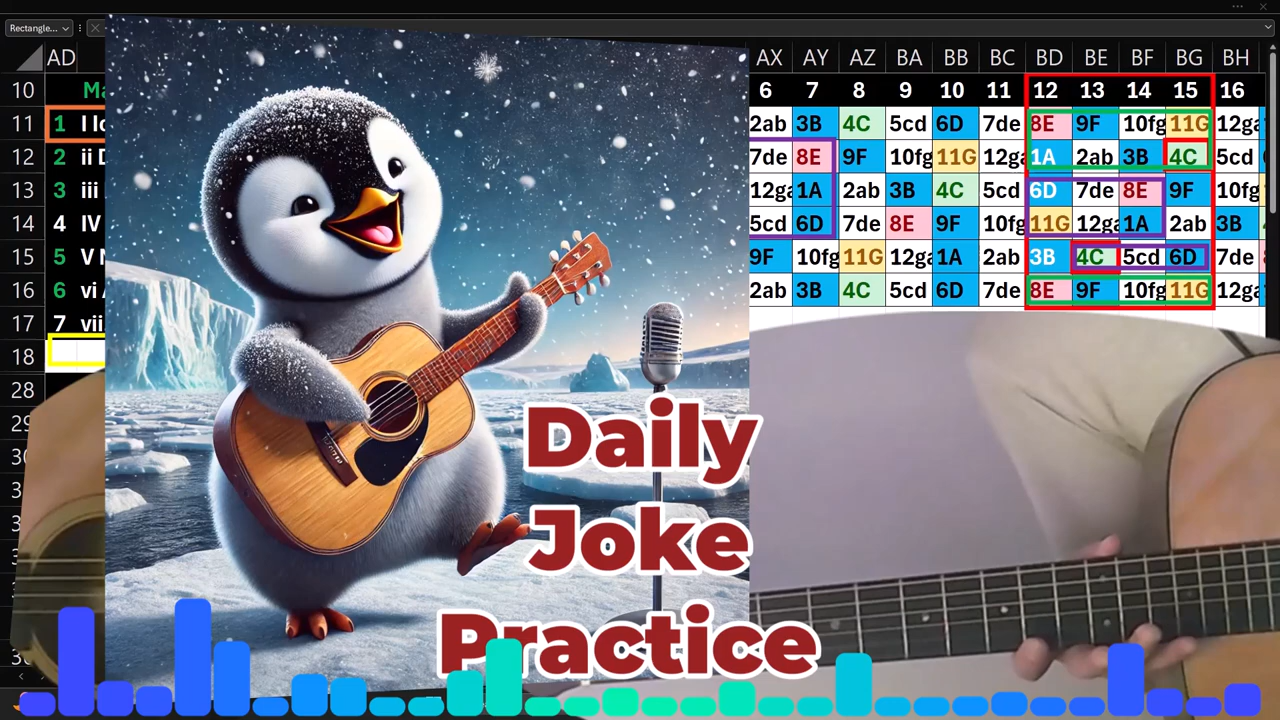 Rectangle...
AD AX AY AZ BA BB BC BD BE BF BG BH
10 Ma 6 7 8 9 10 11 12 13 14 15 16
11 1 I Io 2ab 3B 4C 5cd 6D 7de 8E 9F 10fg 11G 12ga
12 2 ii D 7de 8E 9F 10fg 11G 12ga 1A 2ab 3B 4C 5cd
13 3 iii 12ga 1A 2ab 3B 4C 5cd 6D 7de 8E 9F 10fg
14 4 IV 5cd 6D 7de 8E 9F 10fg 11G 12ga 1A 2ab 3B
15 5 V M 9F 10fg 11G 12ga 1A 2ab 3B 4C 5cd 6D 7de
16 6 vi A 2ab 3B 4C 5cd 6D 7de 8E 9F 10fg 11G 12ga
17 7 vii
18
28
29
Daily
Joke
Practice